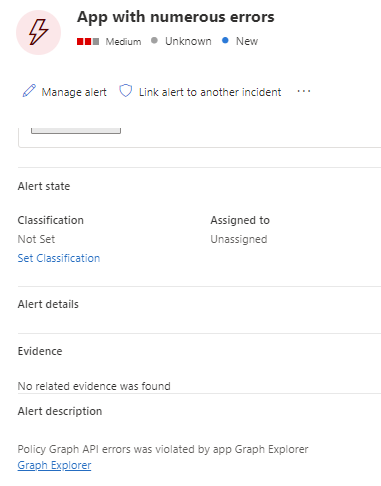 App with numerous errors
Medium Unknown New
Manage alert Link alert to another incident ...
Alert state
Classification Assigned to
Not Set Unassigned
Set Classification
Alert details
Evidence
No related evidence was found
Alert description
Policy Graph API errors was violated by app Graph Explorer
Graph Explorer